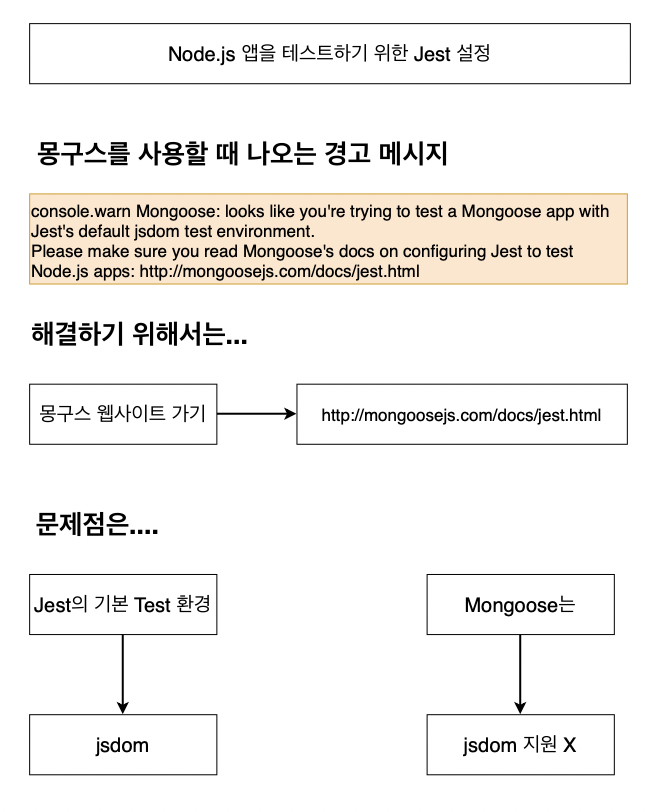 Node.js 앱을 테스트하기 위한 Jest 설정
몽구스를 사용할 때 나오는 경고 메시지
console.warn Mongoose: looks like you're trying to test a Mongoose app with
Jest's default jsdom test environment.
Please make sure you read Mongoose's docs on configuring Jest to test
Node.js apps: http://mongoosejs.com/docs/jest.html
해결하기 위해서는...
몽구스 웹사이트 가기
http://mongoosejs.com/docs/jest.html
문제점은....
Jest의 기본 Test 환경
Mongoose는
jsdom
jsdom 지원 X